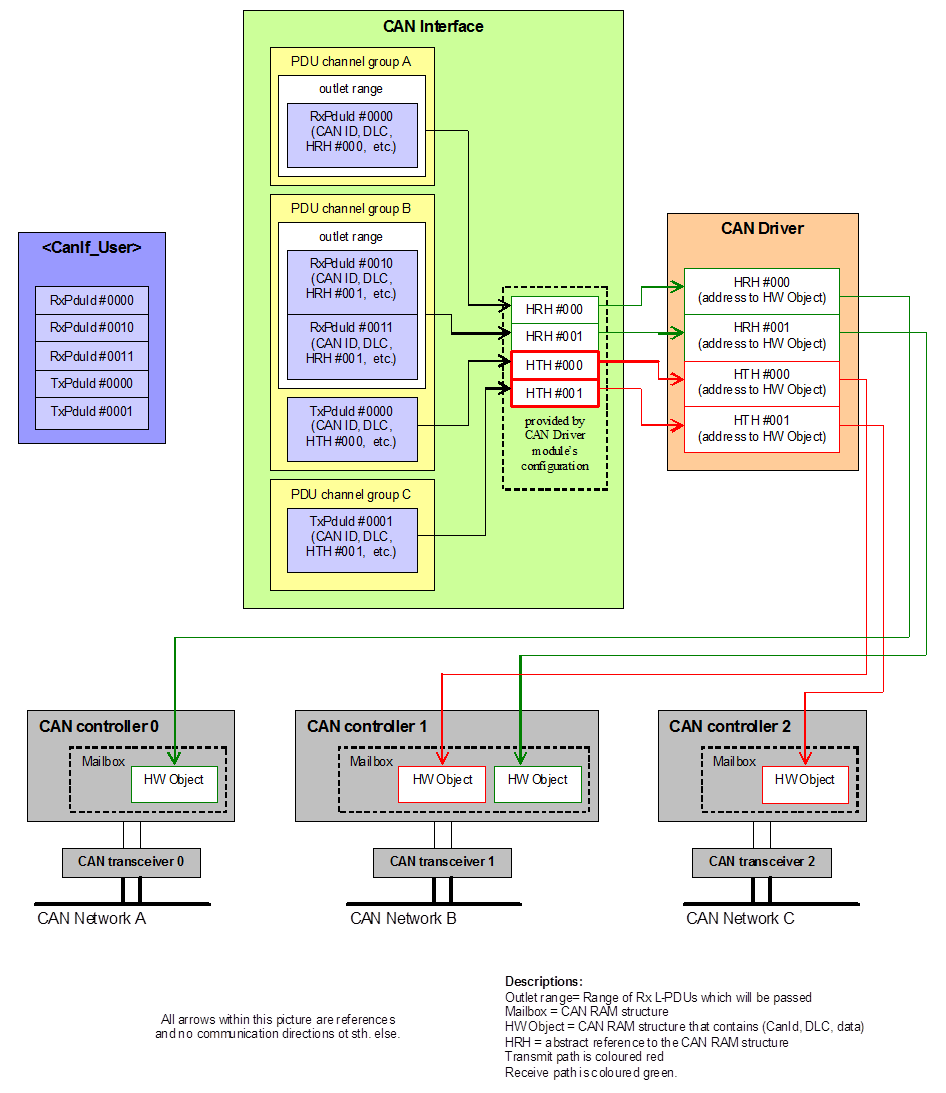 CAN Interface
PDU channel group A
outlet range
RxPduId #0000
(CAN ID, DLC,
HRH #000, etc.)
PDU channel group B
outlet range
RxPduId #0010
(CAN ID, DLC,
HRH #001, etc.)
RxPduId #0011
(CAN ID, DLC,
HRH #001, etc.)
TxPduId #0000
(CAN ID, DLC,
HTH #000, etc.)
PDU channel group C
TxPduId #0001
(CAN ID, DLC,
HTH #001, etc.)
<CanIf_User>
RxPduId #0000
RxPduId #0010
RxPduId #0011
TxPduId #0000
TxPduId #0001
HRH #000
HRH #001
HTH #000
HTH #001
provided by
CAN Driver
module's
configuration
CAN Driver
HRH #000
(address to HW Object)
HRH #001
(address to HW Object)
HTH #000
(address to HW Object)
HTH #001
(address to HW Object)
CAN controller 0
Mailbox
HW Object
CAN transceiver 0
CAN Network A
CAN controller 1
Mailbox
HW Object
HW Object
CAN transceiver 1
CAN Network B
CAN controller 2
Mailbox
HW Object
CAN transceiver 2
CAN Network C
All arrows within this picture are references
and no communication directions ot sth. else.
Descriptions:
Outlet range= Range of Rx L-PDUs which will be passed
Mailbox = CAN RAM structure
HW Object = CAN RAM structure that contains (CanId, DLC, data)
HRH = abstract reference to the CAN RAM structure
Transmit path is coloured red
Receive path is coloured green.